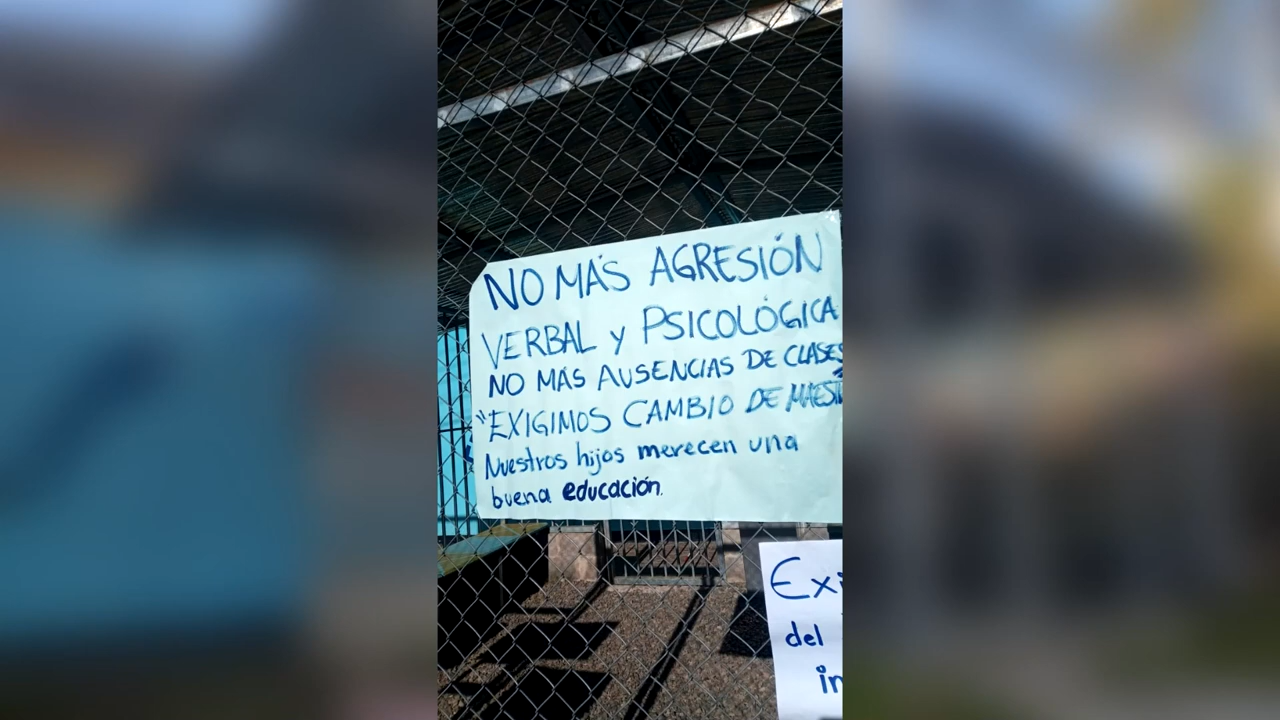 NO MÁS AGRESIÓN
VERBAL y PSICOLÓGICA
NO MÁS AUSENCIAS DE CLASES
"EXIGIMOS CAMBIO DE
Nuestros hijos merecen una
buena educación.
del